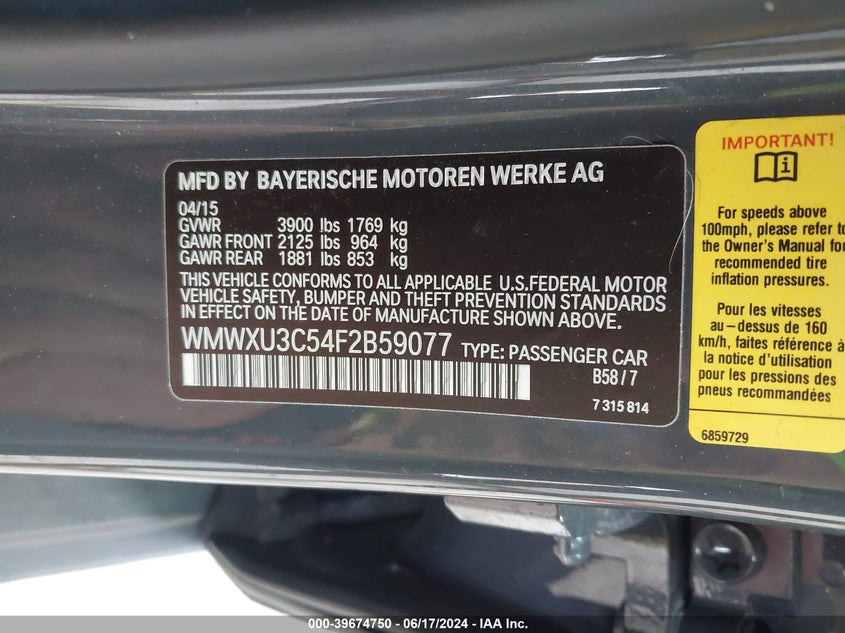 MFD BY BAYERISCHE MOTOREN WERKE AG
04/15
GVWR 3900 lbs 1769 kg
GAWR FRONT 2125 lbs 964 kg
GAWR REAR 1881 lbs 853 kg
THIS VEHICLE CONFORMS TO ALL APPLICABLE U.S.FEDERAL MOTOR
VEHICLE SAFETY, BUMPER AND THEFT PREVENTION STANDARDS
IN EFFECT ON THE DATE OF MANUFACTURE SHOWN ABOVE.
WMWXU3C54F2B59077 TYPE: PASSENGER CAR
B58/7
7 315 814
IMPORTANT!
i
For speeds above
100mph, please refer to
the Owner's Manual for
recommended tire
inflation pressures.
Pour les vitesses
au-dessus de 160
km/h, faites référence à
la notice d'utilisation
pour les pressions des
pneus recommandées
6859729
000-39674750 - 06/17/2024 - IAA Inc.